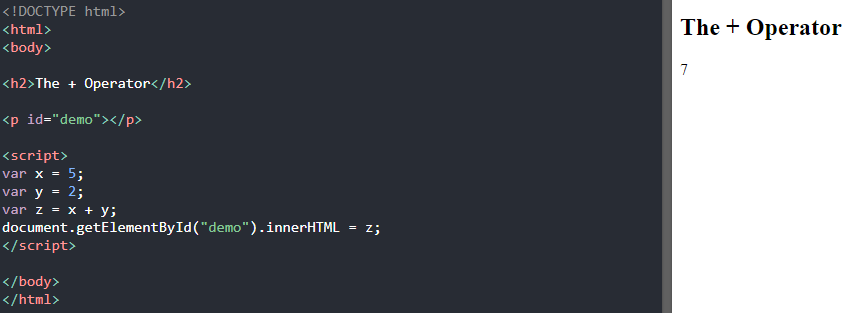 <!DOCTYPE html>
<html>
<body>
<h2>The + Operator</h2>
<p id="demo"></p>
<script>
var x = 5;
var y = 2;
var z = x + y;
document.getElementById("demo").innerHTML = z;
</script>
</body>
</html>
The + Operator
7